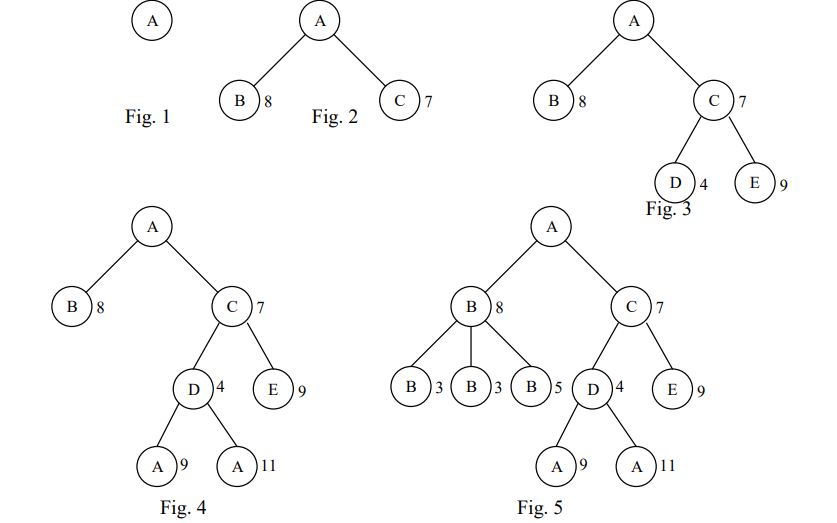 A
A
A
B 8
C 7
B 8
C 7
Fig. 1
Fig. 2
D 4
E 9
Fig. 3
A
A
B 8
C 7
B 8
C 7
D 4
E 9
B 3
B 3
B 5
D 4
E 9
A 9
A 11
A 9
A 11
Fig. 4
Fig. 5